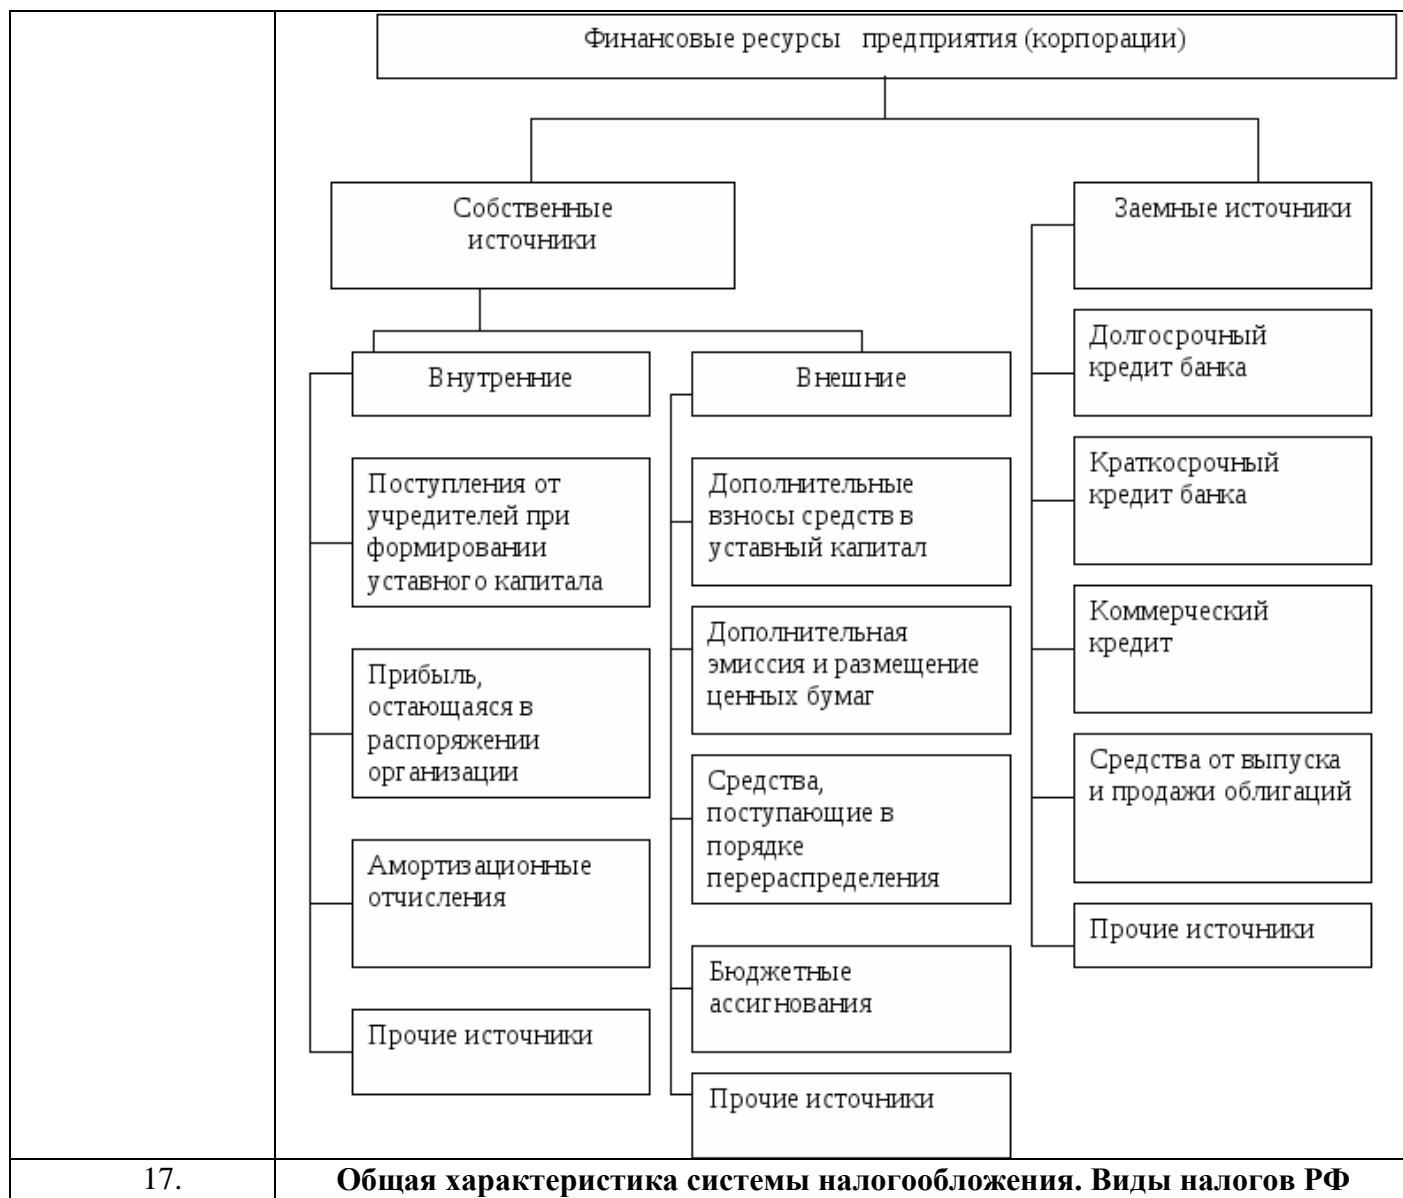 Финансовые ресурсы предприятия (корпорации)
Собственные
источники
Заемные источники
Внутренние
Внешние
Поступления от
учредителей при
формировании
уставного капитала
Прибыль,
остающаяся в
распоряжении
организации
Амортизационные
отчисления
Прочие источники
Дополнительные
взносы средств в
уставный капитал
Дополнительная
эмиссия и размещение
ценных бумаг
Средства,
поступающие в
порядке
перераспределения
Бюджетные
ассигнования
Прочие источники
Долгосрочный
кредит банка
Краткосрочный
кредит банка
Коммерческий
кредит
Средства от выпуска
и продажи облигаций
Прочие источники
17. Общая характеристика системы налогообложения. Виды налогов РФ